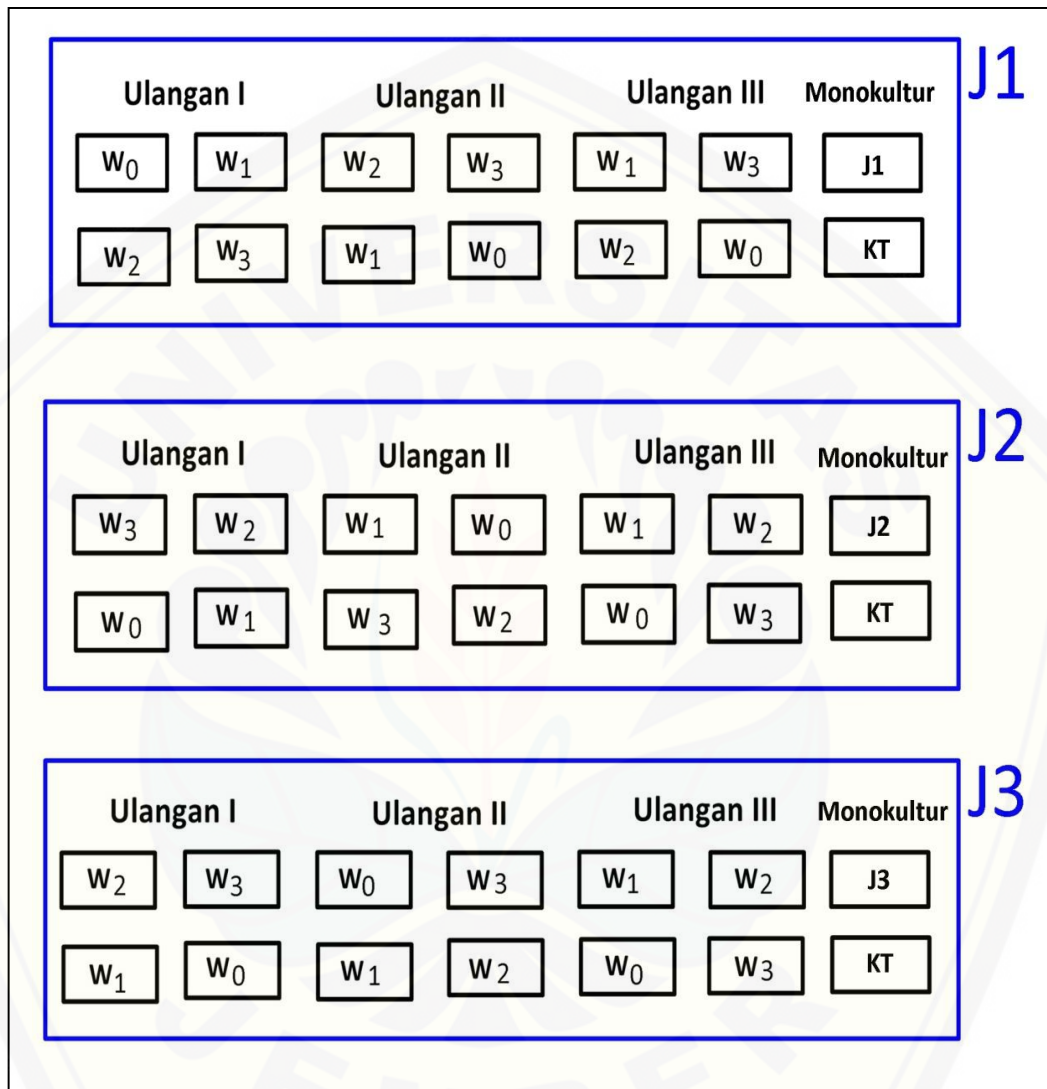 J1
Ulangan I Ulangan II Ulangan III Monokultur
W0 W1 W2 W3 W1 W3 J1
W2 W3 W1 W0 W2 W0 KT
J2
Ulangan I Ulangan II Ulangan III Monokultur
W3 W2 W1 W0 W1 W2 J2
W0 W1 W3 W2 W0 W3 KT
J3
Ulangan I Ulangan II Ulangan III Monokultur
W2 W3 W0 W3 W1 W2 J3
W1 W0 W1 W2 W0 W3 KT
UNIVERSITAS
JEMBER